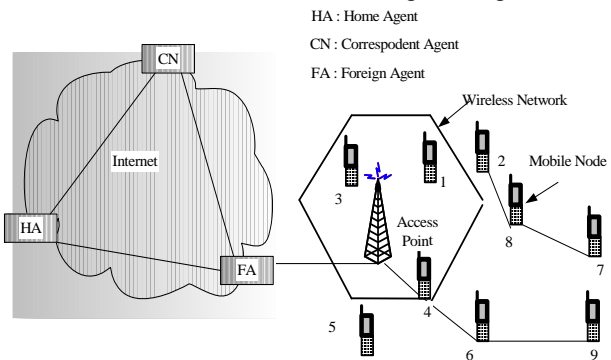 HA : Home Agent
CN : Correspodent Agent
FA : Foreign Agent
CN
Wireless Network
Internet
1
2
Mobile Node
3
HA
Access
Point
8
FA
7
4
5
6
9